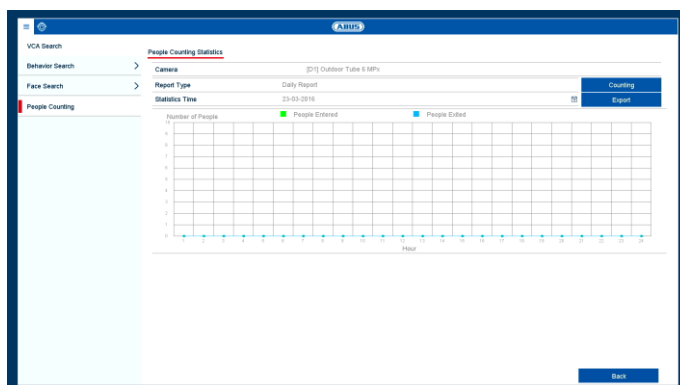 ABUS
VCA Search
Behavior Search
Face Search
People Counting
People Counting Statistics
Camera [D1] Outdoor Tube 8 MPx
Report Type Daily Report Counting
Statistics Time 23-03-2016 Export
Number of People People Entered People Exited
10
9
8
7
6
5
4
3
2
1
0
1 2 3 4 5 6 7 8 9 10 11 12 13 14 15 16 17 18 19 20 21 22 23 24
Hour
Back